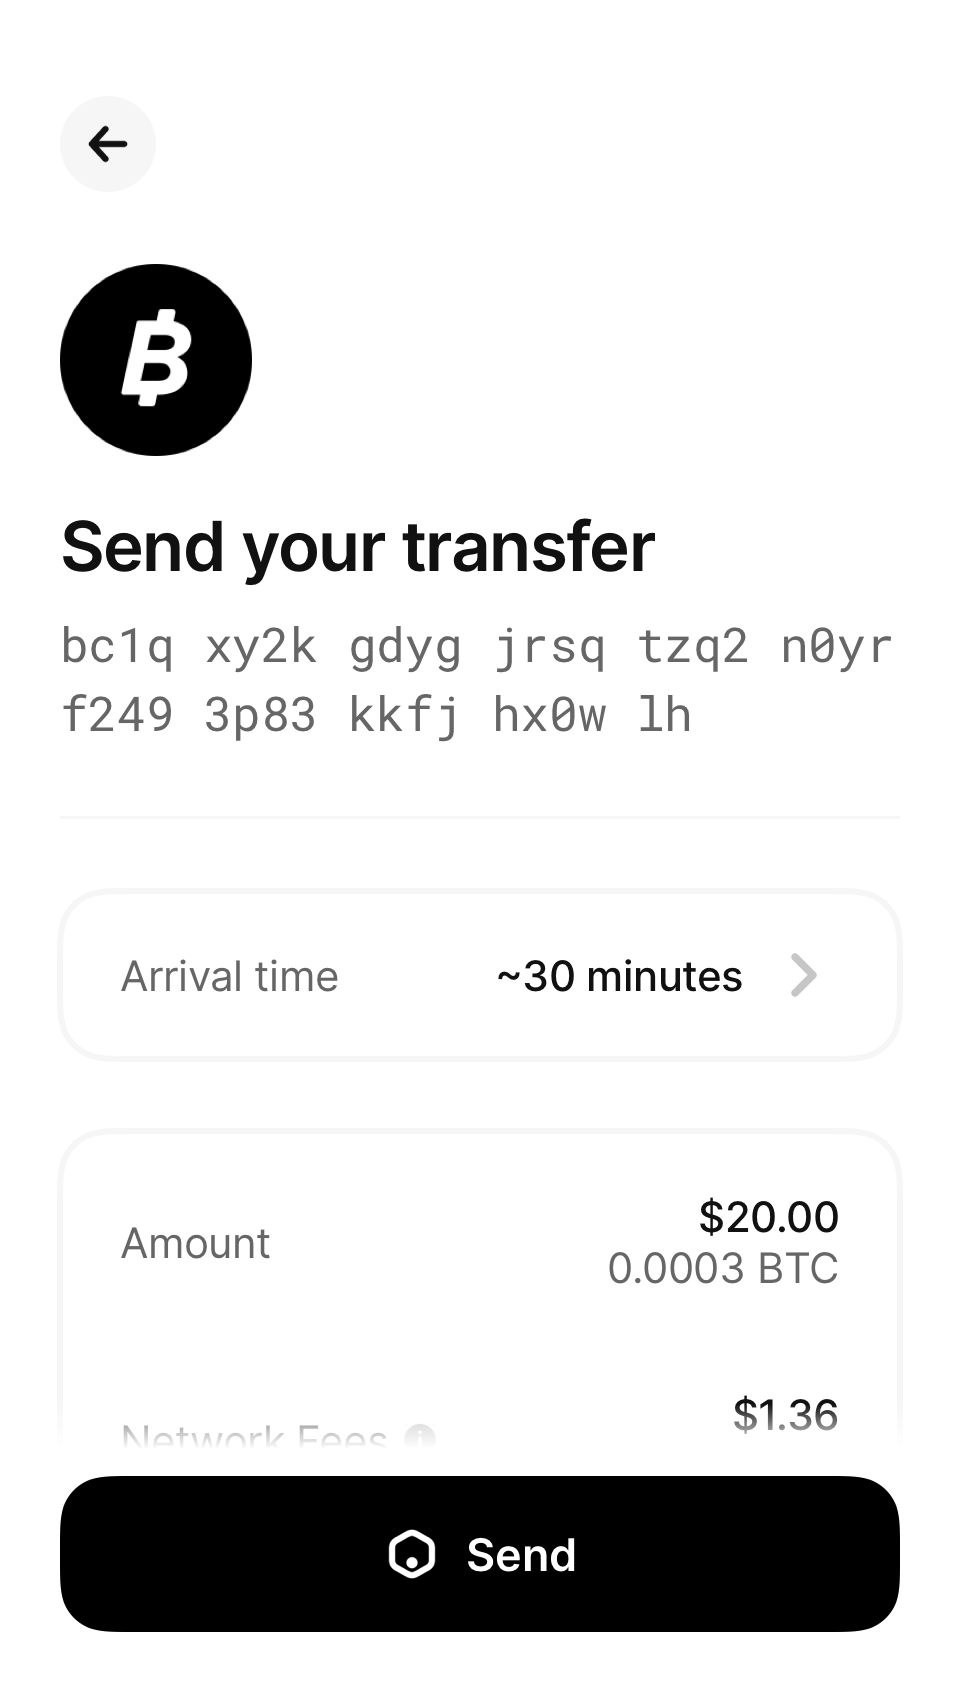 Send your transfer
bc1q xy2k gdyg jrsq tzq2 n0yr
f249 3p83 kkfj hx0w lh
Arrival time ~30 minutes
Amount $20.00
0.0003 BTC
Network Fees $1.36
Send